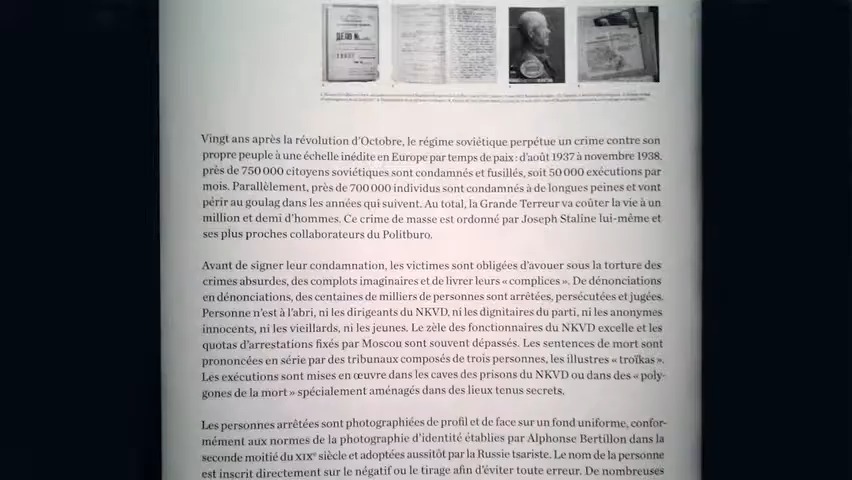 ДЕЛО №
Vingt ans après la révolution d'Octobre, le régime soviétique perpétue un crime contre son
propre peuple à une échelle inédite en Europe par temps de paix : d'août 1937 à novembre 1938,
près de 750 000 citoyens soviétiques sont condamnés et fusillés, soit 50 000 exécutions par
mois. Parallèlement, près de 700 000 individus sont condamnés à de longues peines et vont
périr au goulag dans les années qui suivent. Au total, la Grande Terreur va coûter la vie à un
million et demi d'hommes. Ce crime de masse est ordonné par Joseph Staline lui-même et
ses plus proches collaborateurs du Politburo.
Avant de signer leur condamnation, les victimes sont obligées d'avouer sous la torture des
crimes absurdes, des complots imaginaires et de livrer leurs « complices ». De dénonciations
en dénonciations, des centaines de milliers de personnes sont arrêtées, persécutées et jugées.
Personne n'est à l'abri, ni les dirigeants du NKVD, ni les dignitaires du parti, ni les anonymes
innocents, ni les vieillards, ni les jeunes. Le zèle des fonctionnaires du NKVD excelle et les
quotas d'arrestations fixés par Moscou sont souvent dépassés. Les sentences de mort sont
prononcées en série par des tribunaux composés de trois personnes, les illustres « troïkas ».
Les exécutions sont mises en œuvre dans les caves des prisons du NKVD ou dans des « poly-
gones de la mort » spécialement aménagés dans des lieux tenus secrets.
Les personnes arrêtées sont photographiées de profil et de face sur un fond uniforme, confor-
mément aux normes de la photographie d'identité établies par Alphonse Bertillon dans la
seconde moitié du XIXe siècle et adoptées aussitôt par la Russie tsariste. Le nom de la personne
est inscrit directement sur le négatif ou le tirage afin d'éviter toute erreur. De nombreuses